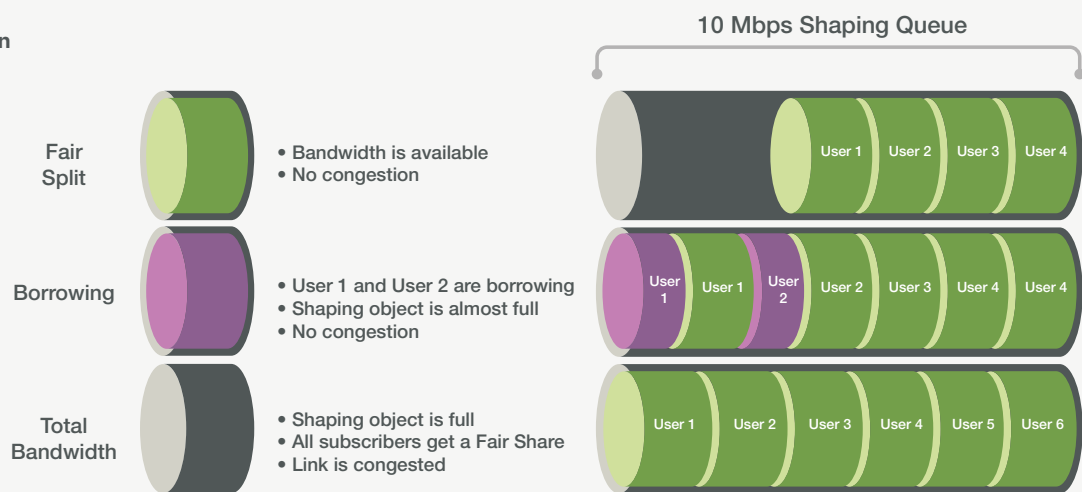 n
10 Mbps Shaping Queue
Fair
Split
• Bandwidth is available
• No congestion
User 1
User 2
User 3
User 4
Borrowing
• User 1 and User 2 are borrowing
• Shaping object is almost full
• No congestion
User
1
User 1
User
2
User 2
User 3
User 4
User 4
Total
Bandwidth
• Shaping object is full
• All subscribers get a Fair Share
• Link is congested
User 1
User 2
User 3
User 4
User 5
User 6